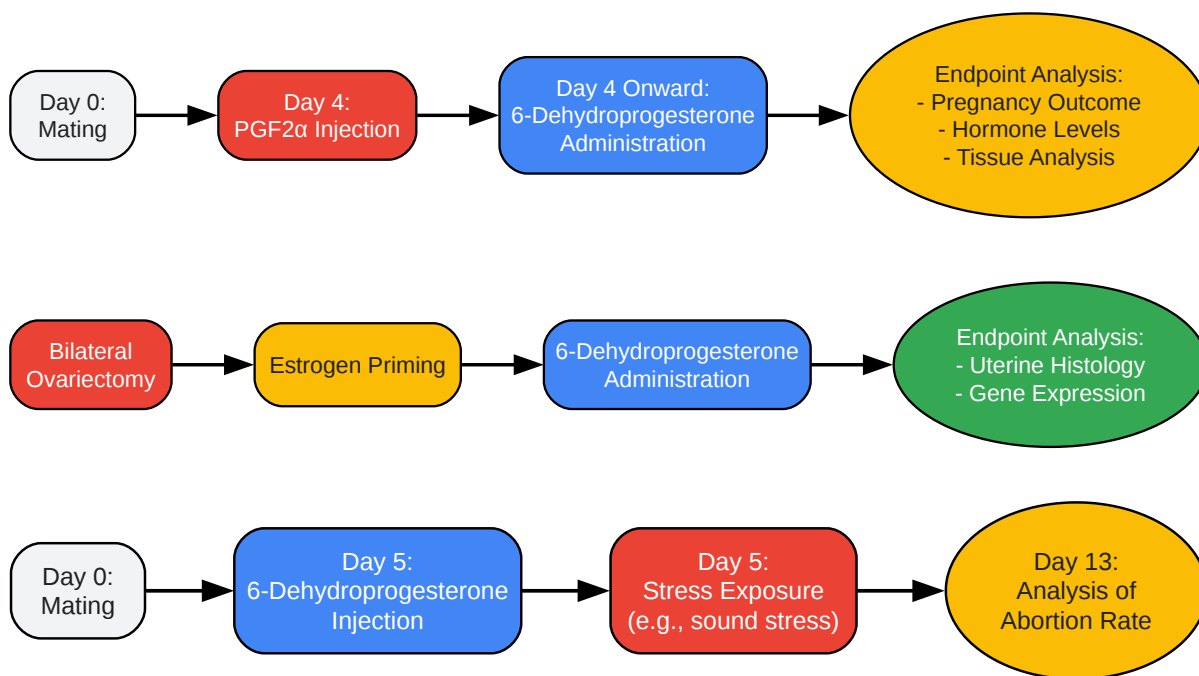 Day 0:
Mating
Day 4:
PGF2α Injection
Day 4 Onward:
6-Dehydroprogesterone
Administration
Endpoint Analysis:
- Pregnancy Outcome
- Hormone Levels
- Tissue Analysis
Bilateral
Ovariectomy
Estrogen Priming
6-Dehydroprogesterone
Administration
Endpoint Analysis:
- Uterine Histology
- Gene Expression
Day 0:
Mating
Day 5:
6-Dehydroprogesterone
Injection
Day 5:
Stress Exposure
(e.g., sound stress)
Day 13:
Analysis of
Abortion Rate